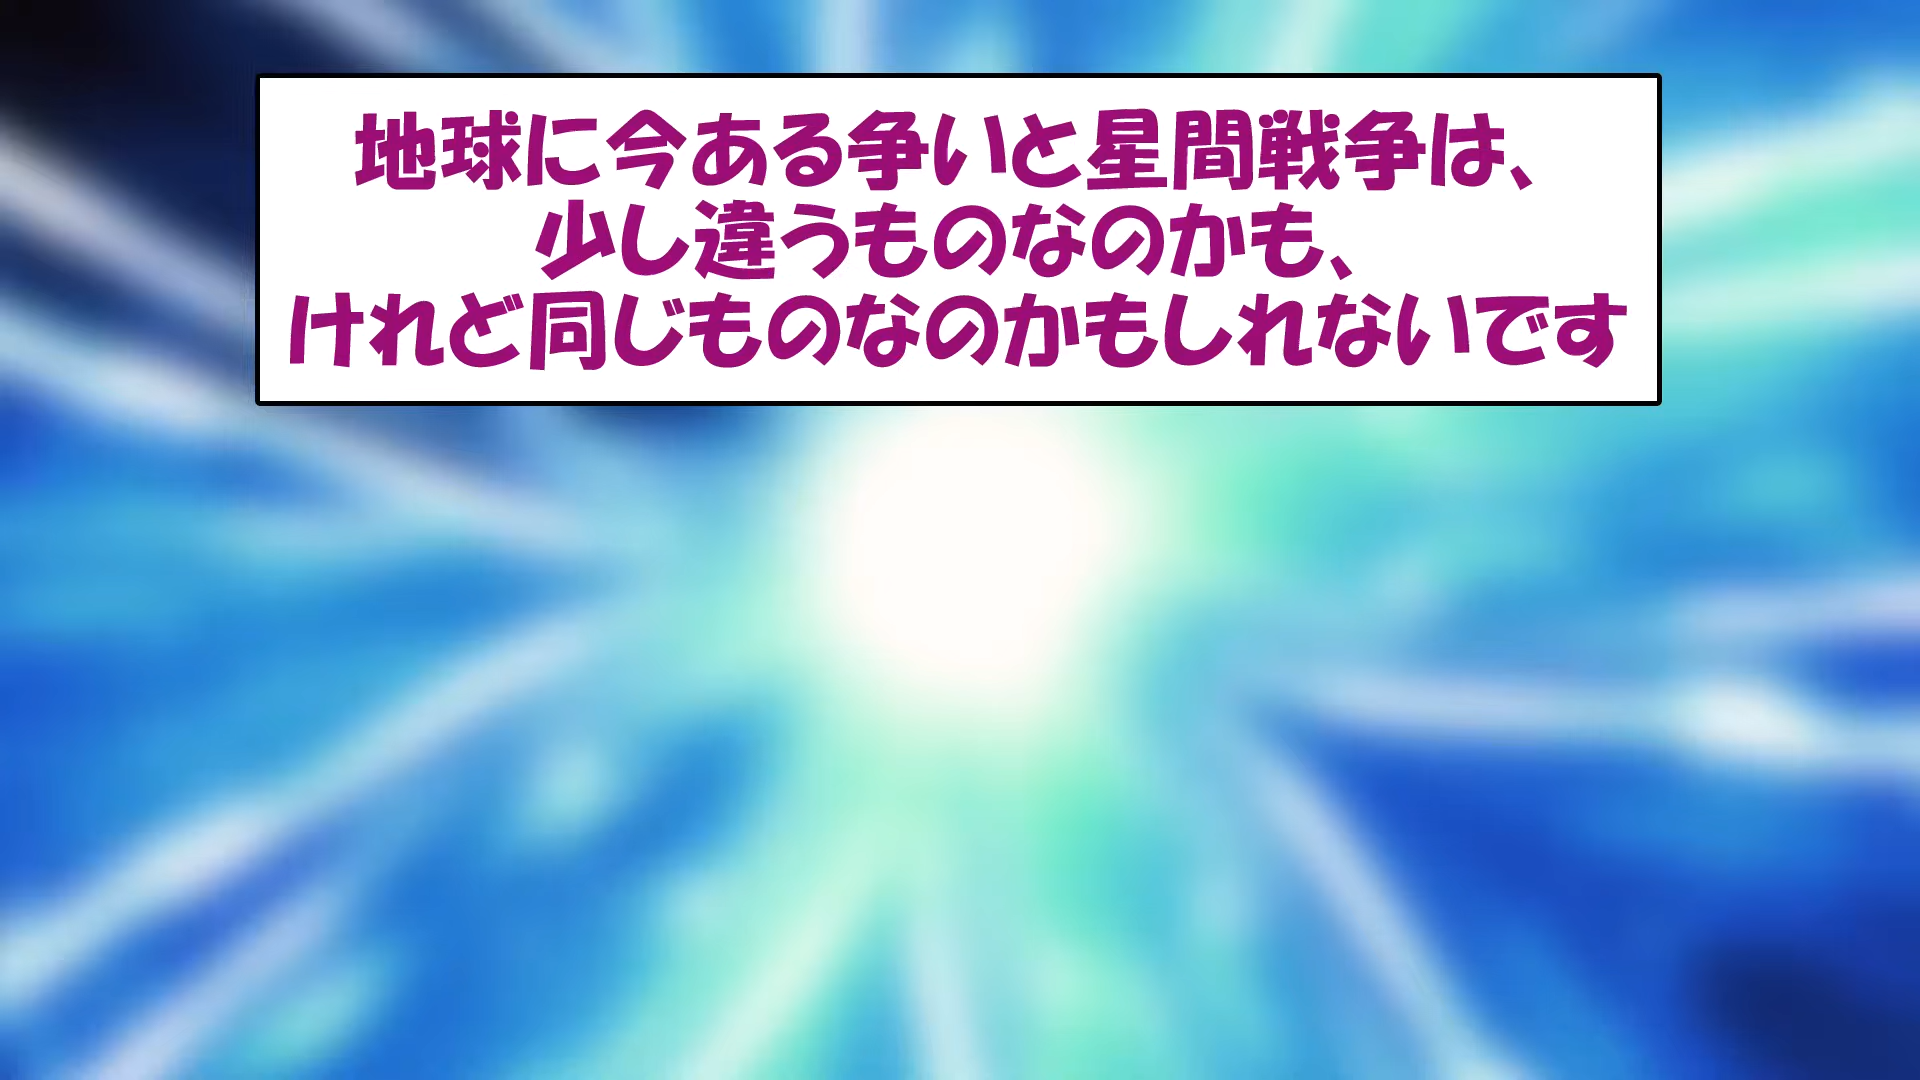 地球に今ある争いと星間戦争は、
少し違うものなのかも、
けれど同じものなのかもしれないです